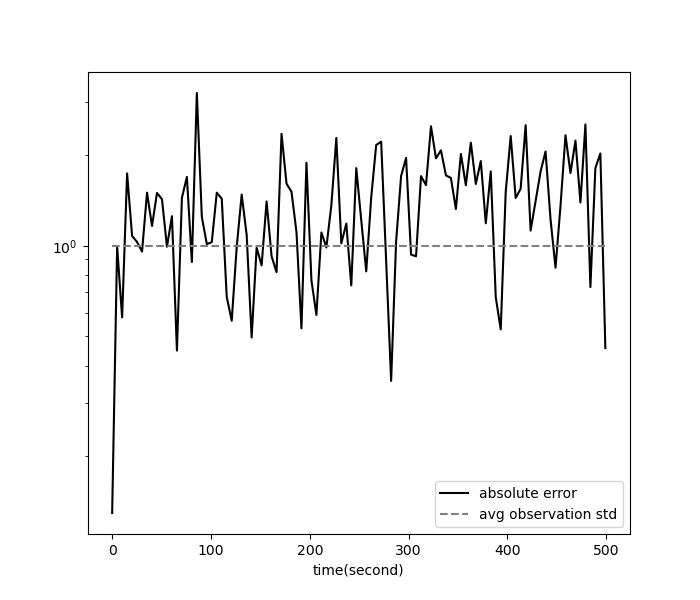 10⁰
0 100 200 300 400 500
time(second)
absolute error
avg observation std